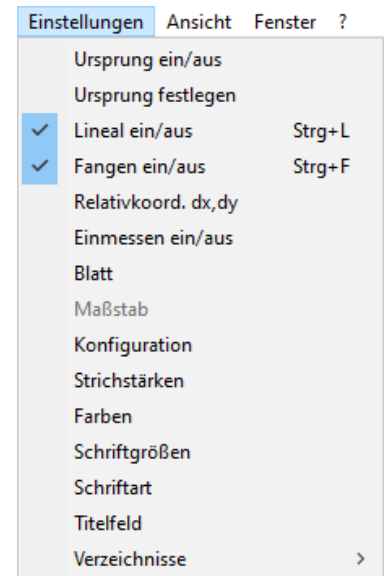 Einstellungen Ansicht Fenster ?
Ursprung ein/aus
Ursprung festlegen
Lineal ein/aus Strg+L
Fangen ein/aus Strg+F
Relativkoord. dx,dy
Einmessen ein/aus
Blatt
Maßstab
Konfiguration
Strichstärken
Farben
Schriftgrößen
Schriftart
Titelfeld
Verzeichnisse